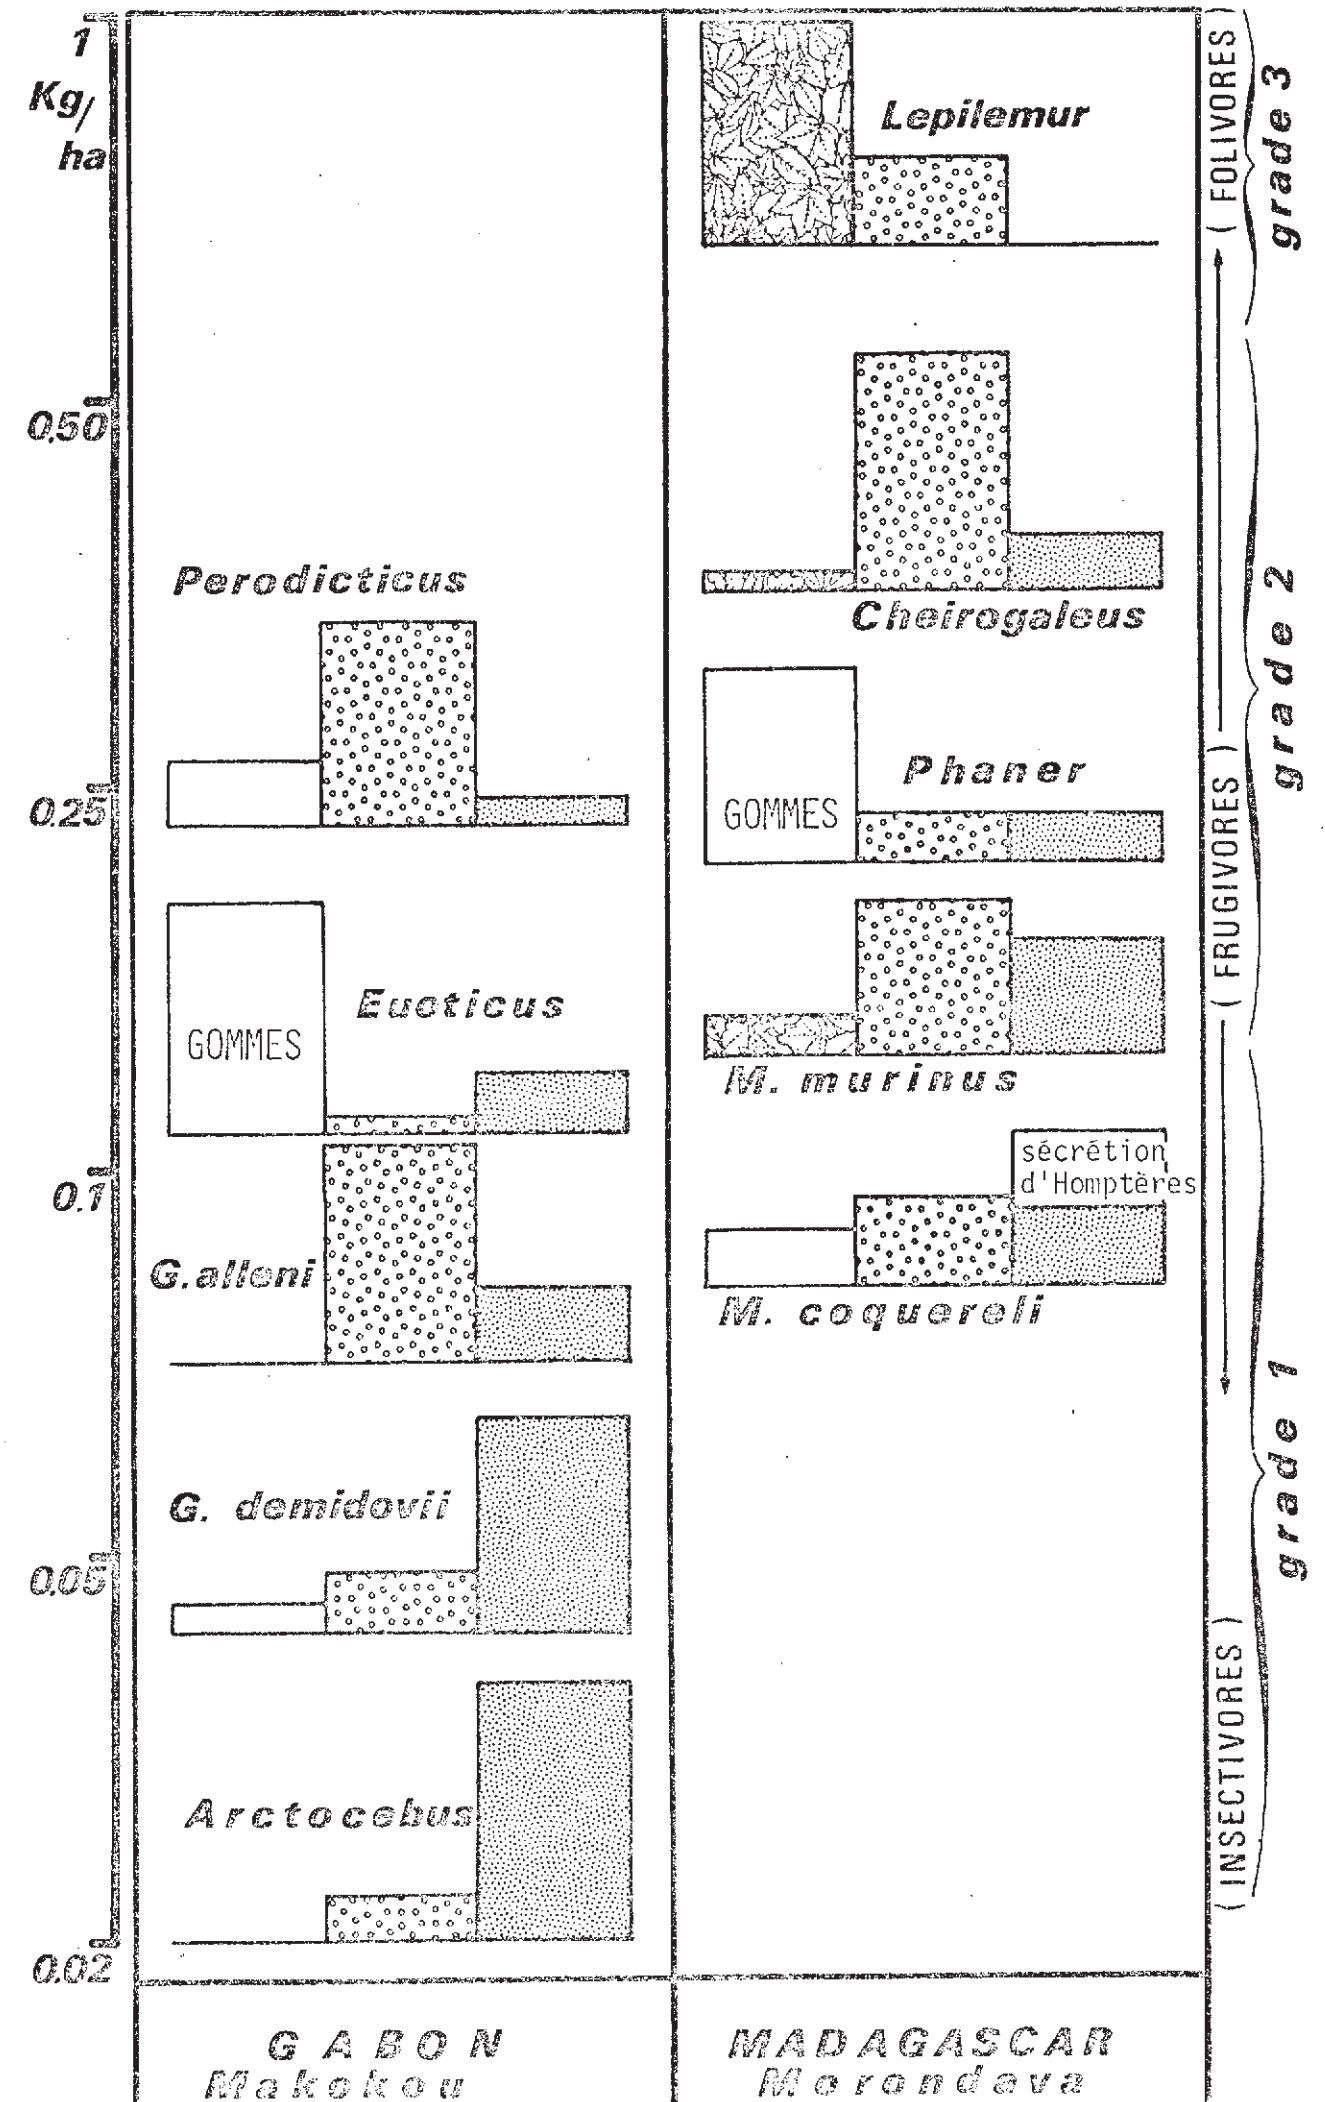 1
Kg/
ha
0.50
0.25
0.1
0.05
0.02
Perodicticus
GOMMES
Euoticus
G. alleni
G. demidovii
Arctocebus
GABON
Makokou
Lepilemur
Cheirogaleus
GOMMES
Phaner
M. murinus
sécrétion
d'Homptères
M. coquereli
MADAGASCAR
Morondava
( FOLIVORES )
( FRUGIVORES )
( INSECTIVORES )
grade 3
grade 2
grade 1